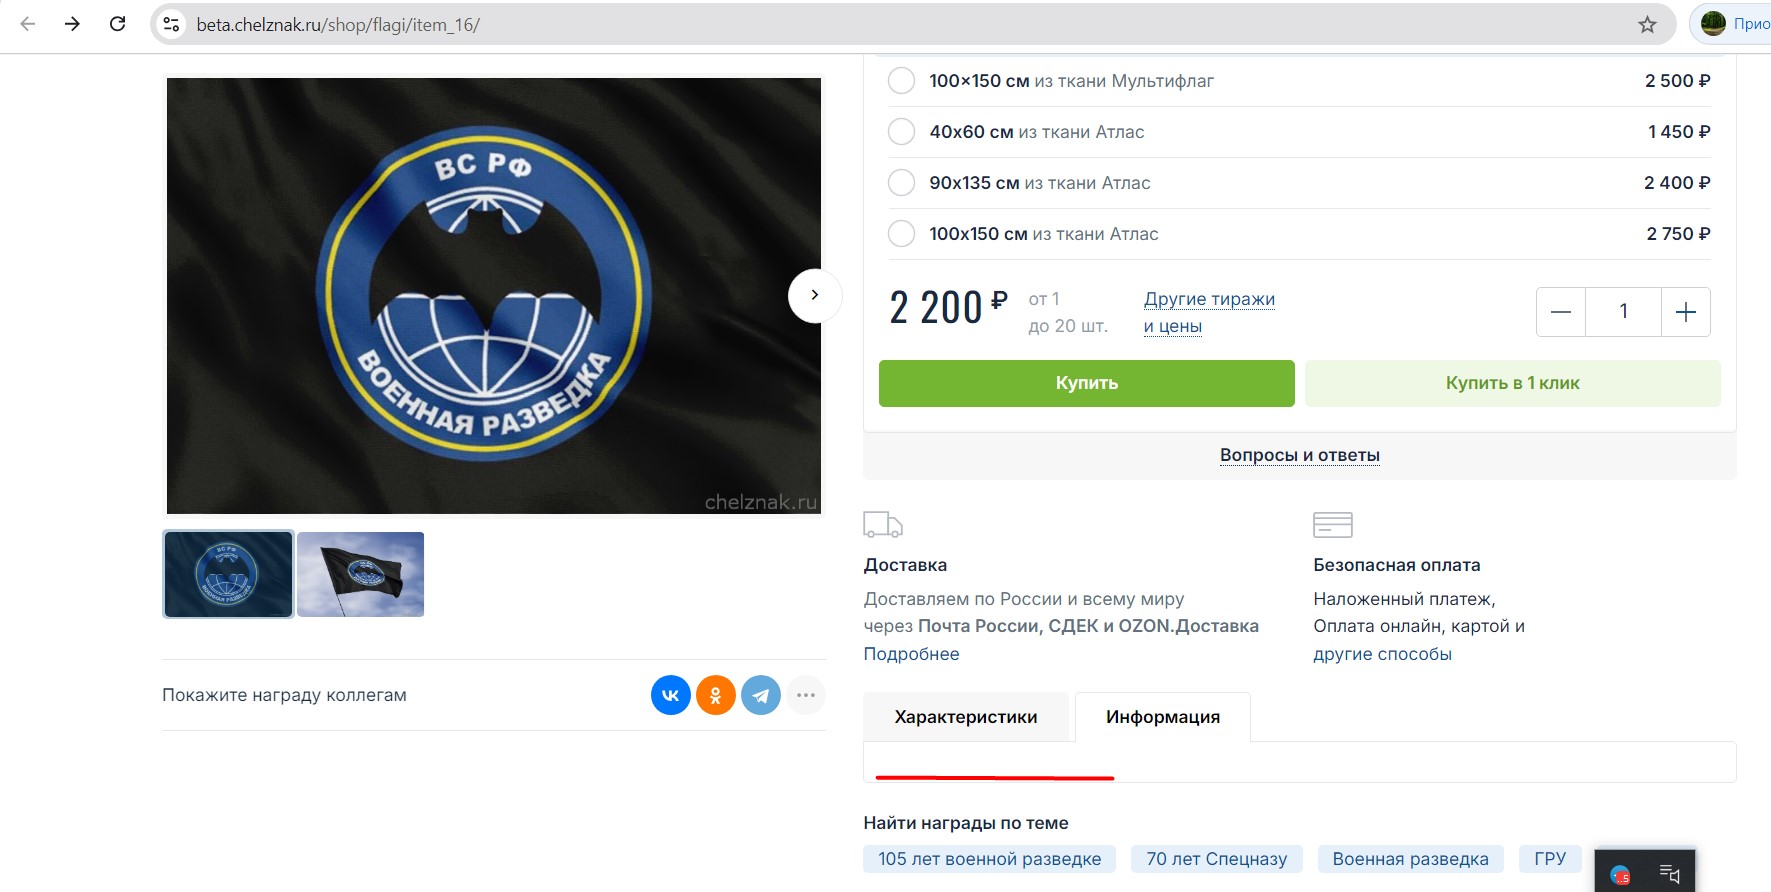 beta.chelznak.ru/shop/flagi/item_16/
Прио
ВС РФ
ВОЕННАЯ РАЗВЕДКА
chelznak.ru
ВС РФ
ВОЕННАЯ РАЗВЕДКА
Покажите награду коллегам
100×150 см из ткани Мультифлаг 2 500 ₽
40х60 см из ткани Атлас 1 450 ₽
90х135 см из ткани Атлас 2 400 ₽
100х150 см из ткани Атлас 2 750 ₽
2 200 ₽ от 1
до 20 шт.
Другие тиражи
и цены
— 1 +
Купить Купить в 1 клик
Вопросы и ответы
Доставка
Доставляем по России и всему миру
через Почта России, СДЕК и OZON.Доставка
Подробнее
Безопасная оплата
Наложенный платеж,
Оплата онлайн, картой и
другие способы
Характеристики Информация
Найти награды по теме
105 лет военной разведке 70 лет Спецназу Военная разведка ГРУ